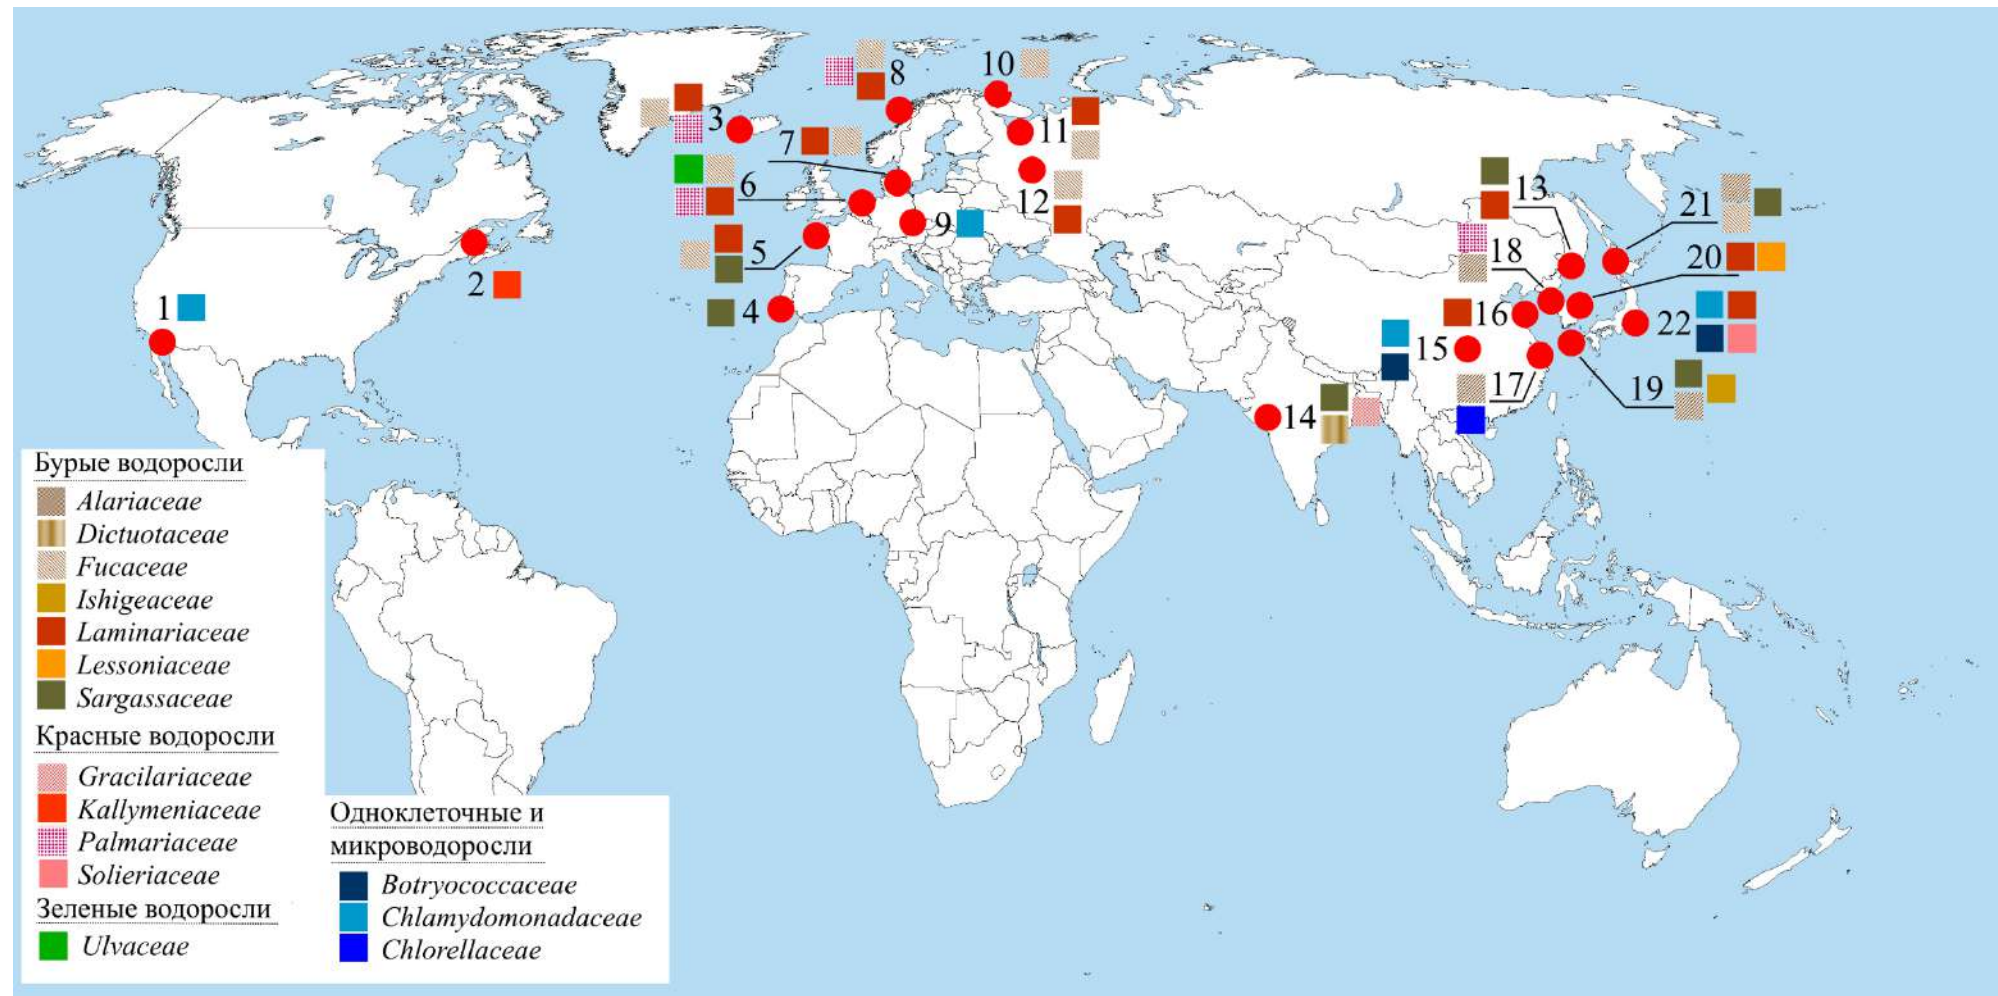 8
10
3
7
11
6
12
13
21
9
5
18
20
2
1
4
16
22
15
17
19
14
Бурые водоросли
Alariaceae
Dictuotaceae
Fucaceae
Ishigeaceae
Laminariaceae
Lessoniaceae
Sargassaceae
Красные водоросли
Gracilariaceae
Kallymeniaceae
Palmariaceae
Solieriaceae
Зеленые водоросли
Ulvaceae
Одноклеточные и
микроводоросли
Botryococcaceae
Chlamydomonadaceae
Chlorellaceae